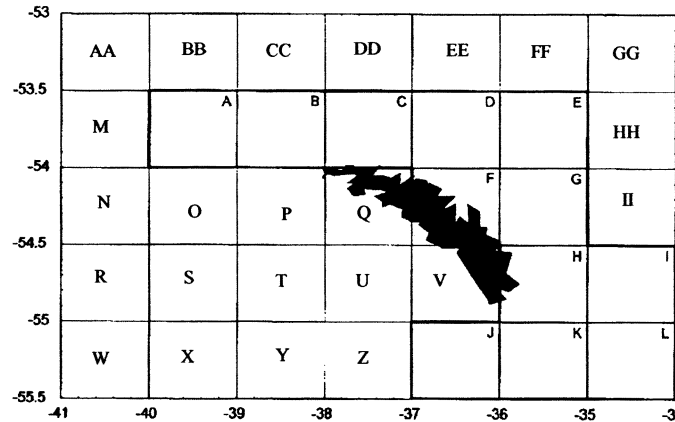 -53
AA BB CC DD EE FF GG
-53.5
M A B C D E HH
-54
N O P Q F G II
-54.5
R S T U V H I
-55
W X Y Z J K L
-55.5
-41 -40 -39 -38 -37 -36 -35 -34